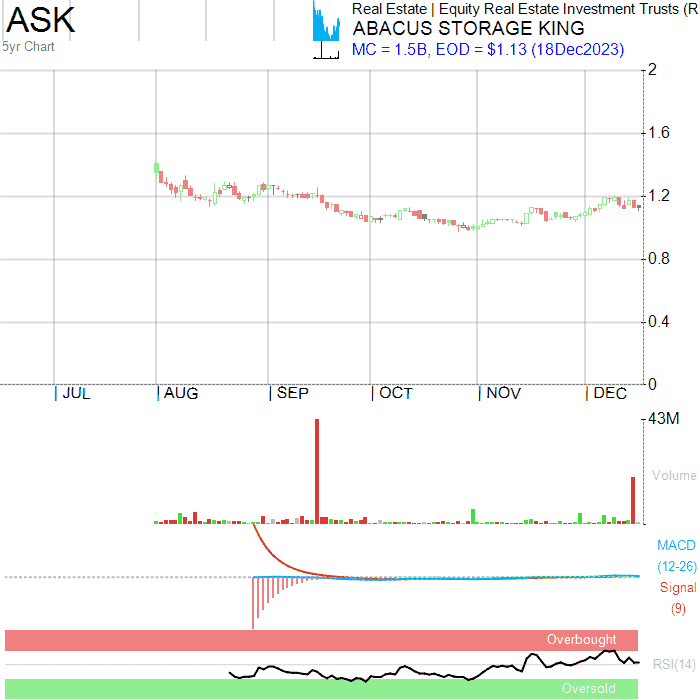 ASK
5yr Chart
Real Estate | Equity Real Estate Investment Trusts (R
ABACUS STORAGE KING
MC = 1.5B, EOD = $1.13 (18Dec2023)
2
1.6
1.2
0.8
0.4
0
JUL AUG SEP OCT NOV DEC
43M
Volume
MACD
(12-26)
Signal
(9)
Overbought
RSI(14)
Oversold